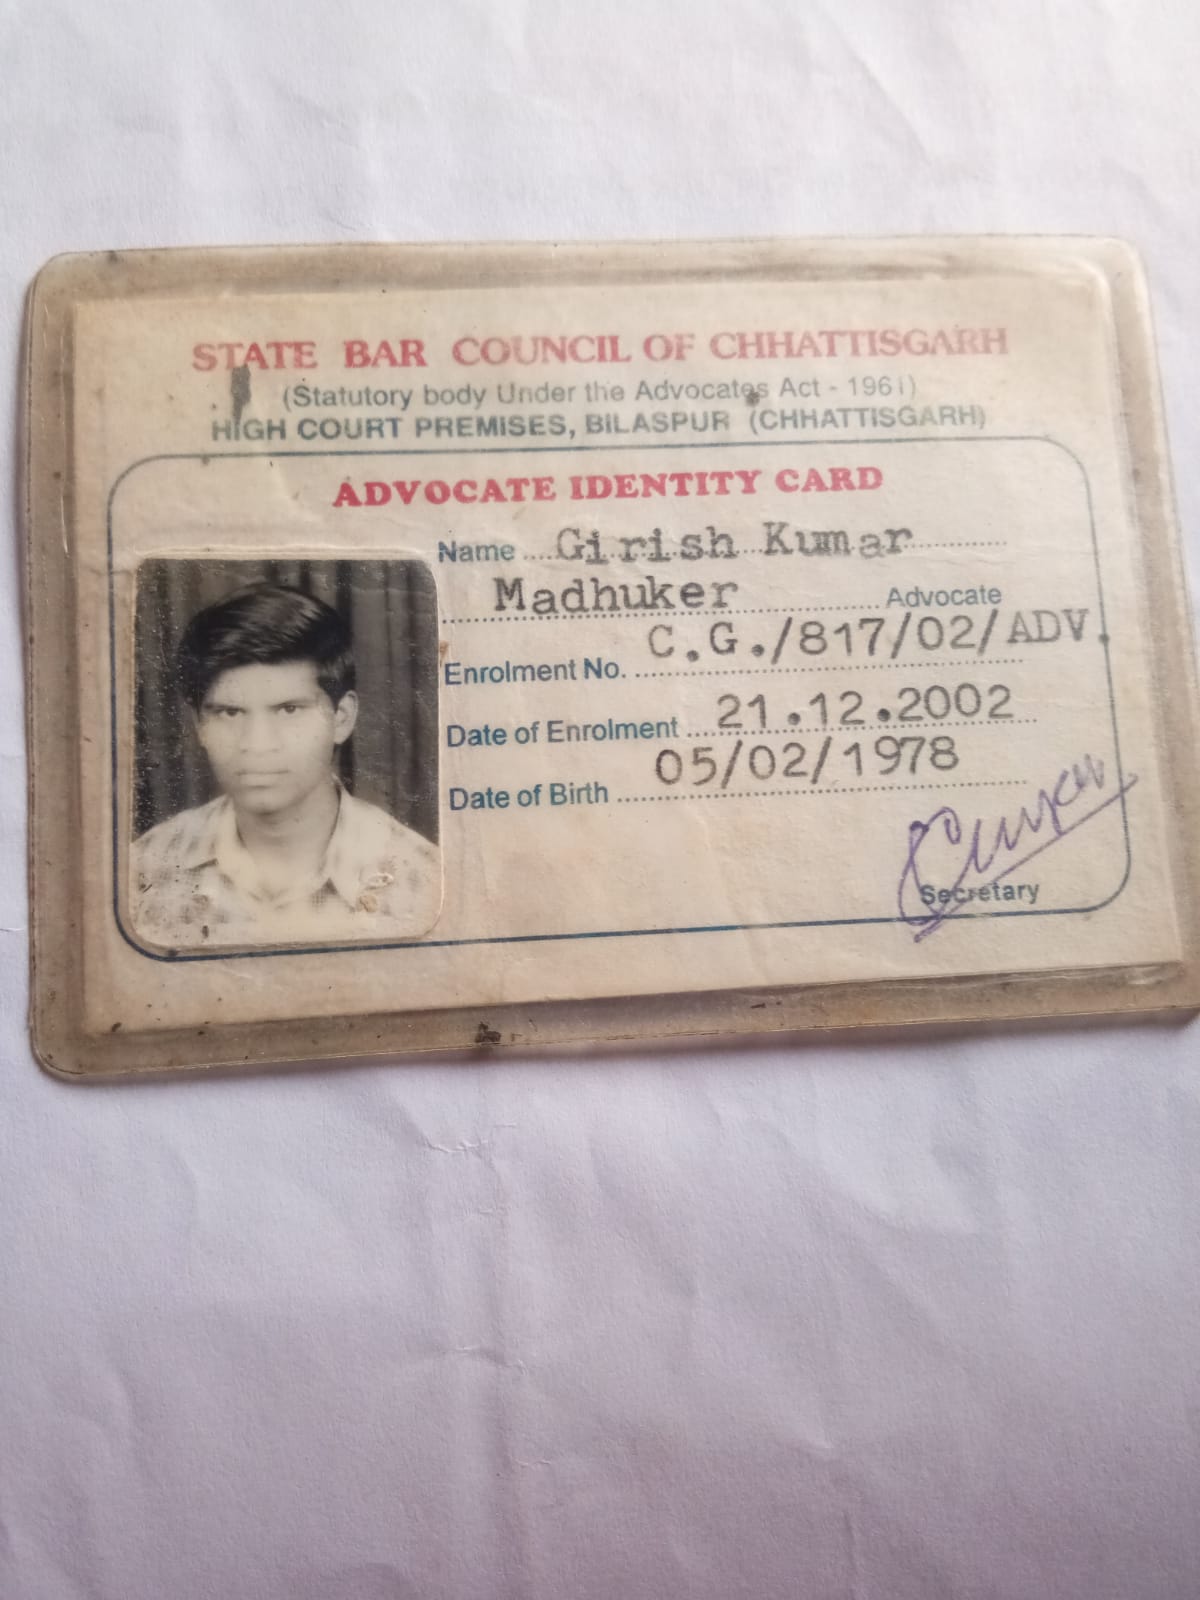 STATE BAR COUNCIL OF CHHATTISGARH
(Statutory body Under the Advocates Act - 1961)
HIGH COURT PREMISES, BILASPUR (CHHATTISGARH)
ADVOCATE IDENTITY CARD
Name ....Girish Kumar..........
Madhuker .......... Advocate
Enrolment No. C.G./817/02/ADV.
Date of Enrolment ..21.12.2002..
Date of Birth ..05/02/1978..........
Secretary